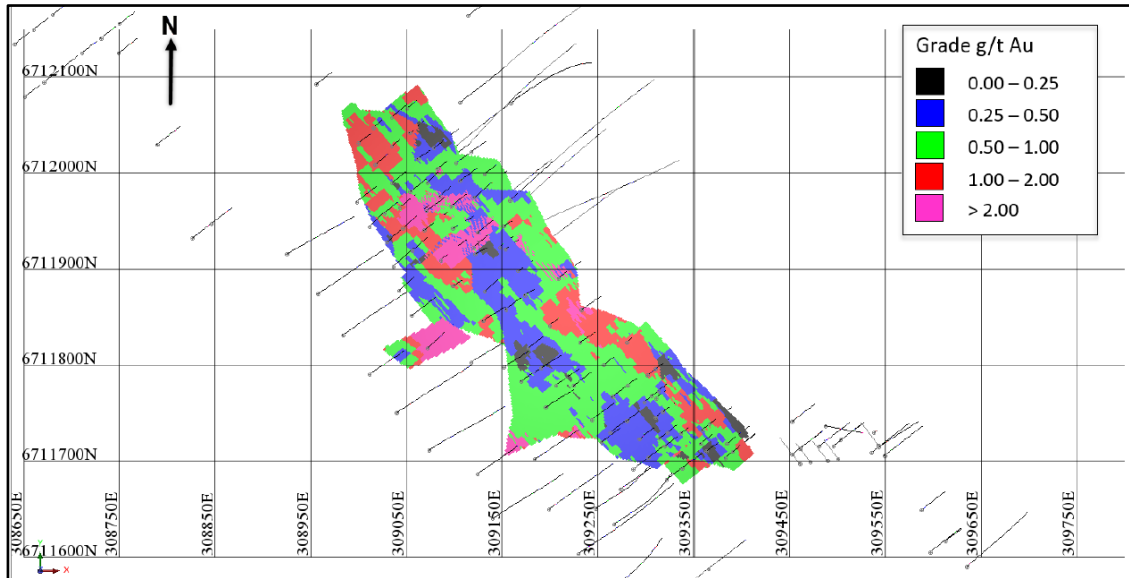 N
Grade g/t Au
0.00 – 0.25
0.25 – 0.50
0.50 – 1.00
1.00 – 2.00
> 2.00
6712100N
6712000N
6711900N
6711800N
6711700N
6711600N
308650E
308750E
308850E
308950E
309050E
309150E
309250E
309350E
309450E
309550E
309650E
309750E
Y
X